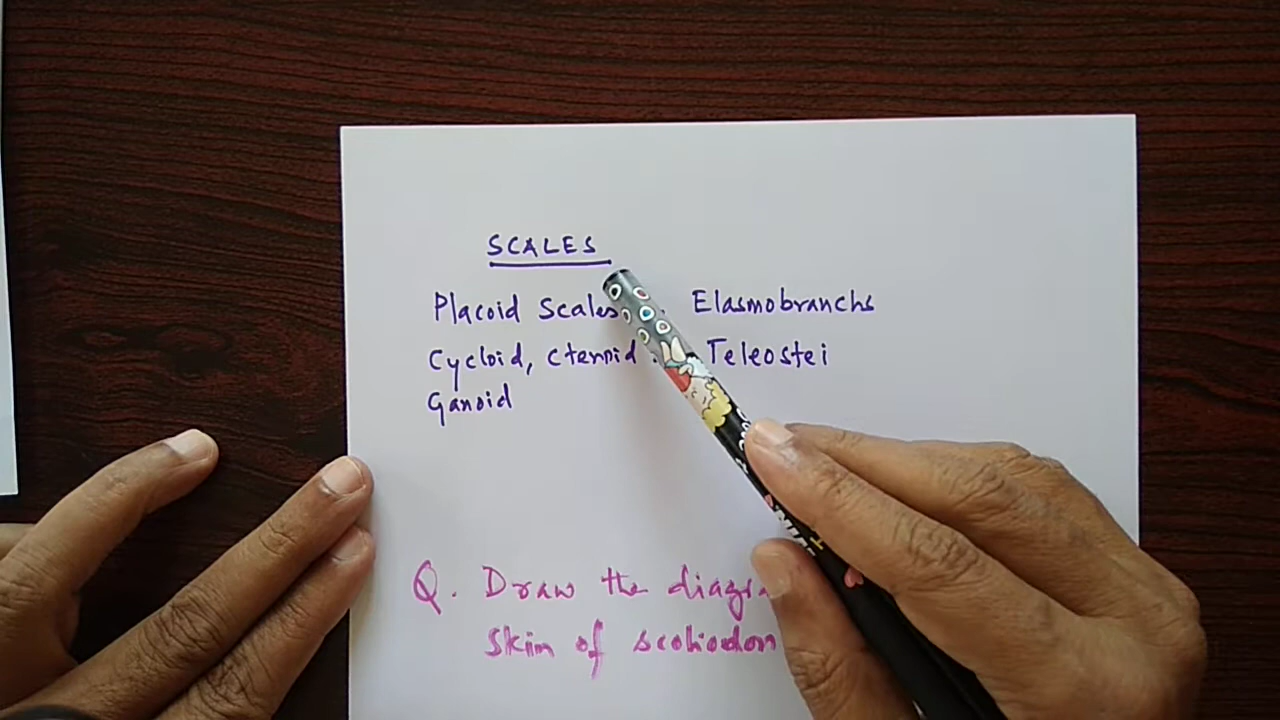 SCALES
Placoid Scales . Elasmobranchs
Cycloid, ctenoid . Teleostei
Ganoid
Q. Draw the
skin of scoliodon